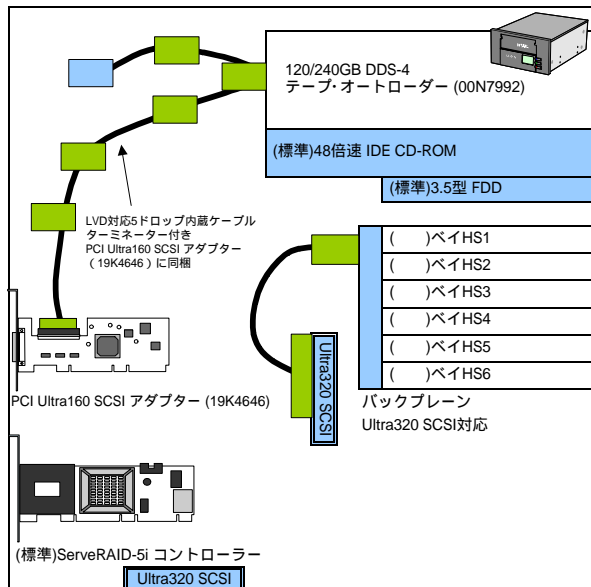 120/240GB DDS-4
テープ・オートローダー (00N7992)
(標準)48倍速 IDE CD-ROM
(標準)3.5型 FDD
LVD対応5ドロップ内蔵ケーブル
ターミネーター付き
PCI Ultra160 SCSI アダプター
(19K4646)に同梱
( )ベイHS1
( )ベイHS2
( )ベイHS3
( )ベイHS4
( )ベイHS5
( )ベイHS6
Ultra320 SCSI
バックプレーン
Ultra320 SCSI対応
PCI Ultra160 SCSI アダプター (19K4646)
(標準)ServeRAID-5i コントローラー
Ultra320 SCSI